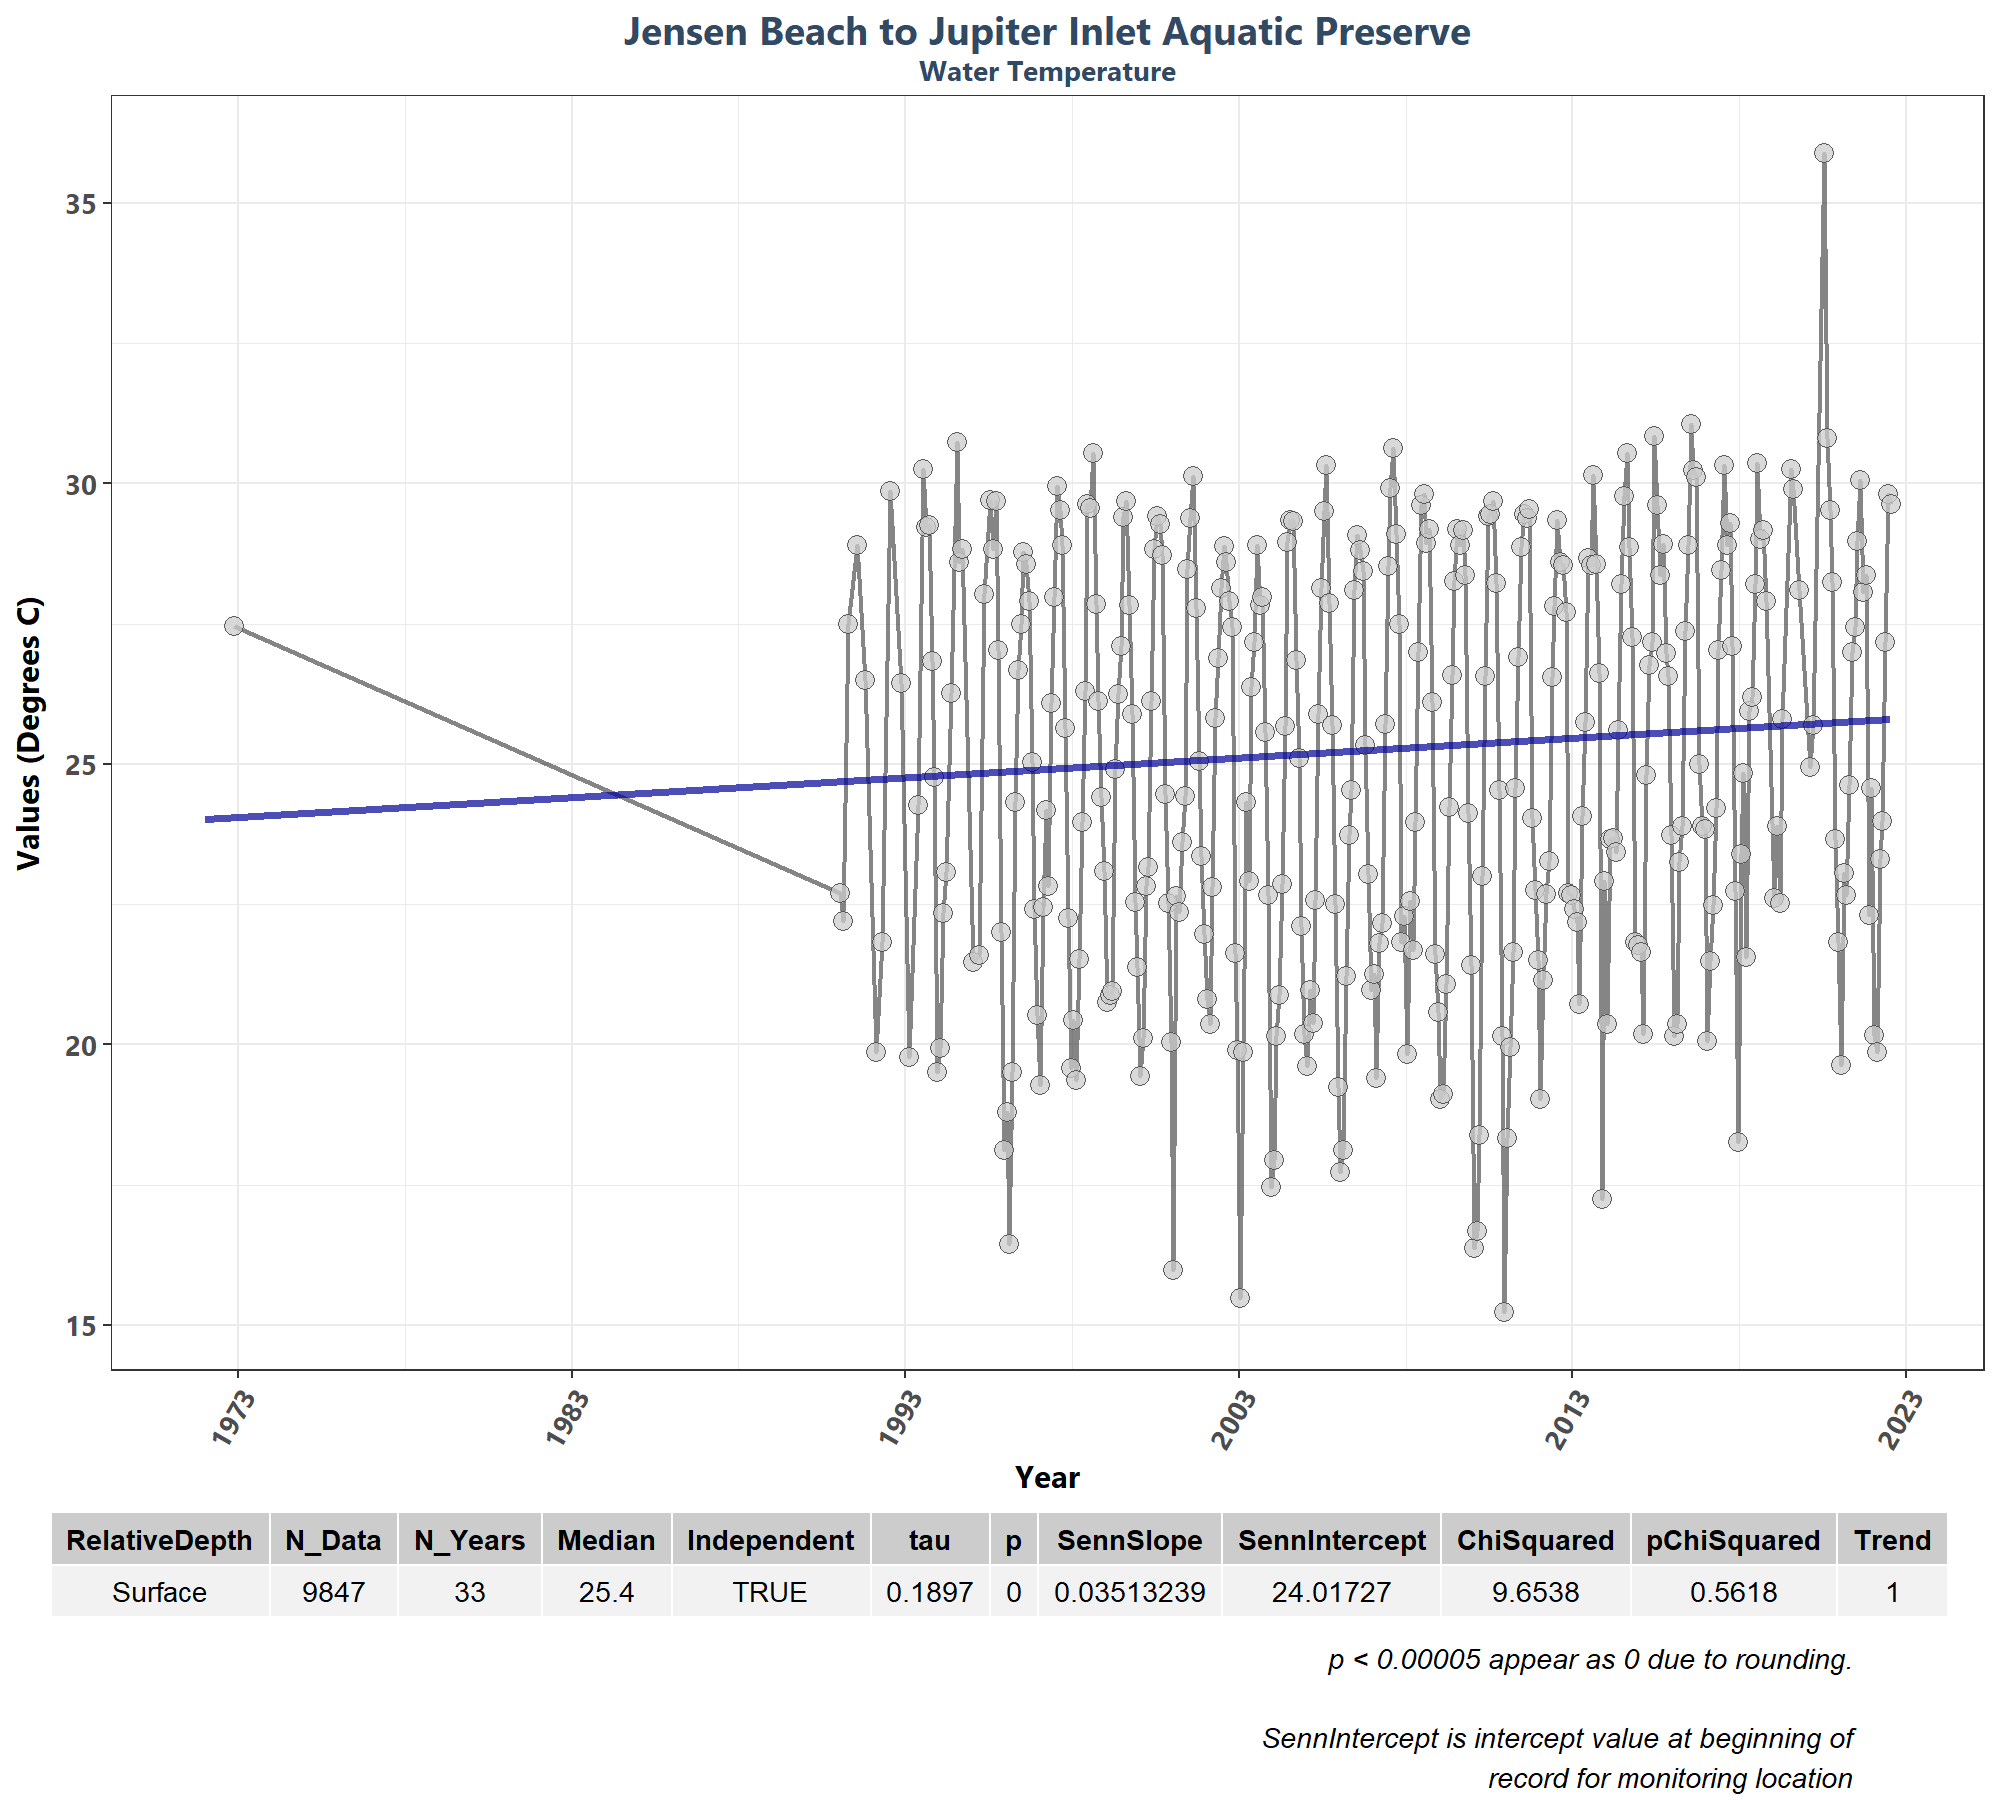 Jensen Beach to Jupiter Inlet Aquatic Preserve
Water Temperature
Values (Degrees C)
35
30
25
20
15
1973
1983
1993
2003
2013
2023
Year
RelativeDepth N_Data N_Years Median Independent tau p SennSlope SennIntercept ChiSquared pChiSquared Trend
Surface 9847 33 25.4 TRUE 0.1897 0 0.03513239 24.01727 9.6538 0.5618 1
p < 0.00005 appear as 0 due to rounding.
SennIntercept is intercept value at beginning of
record for monitoring location